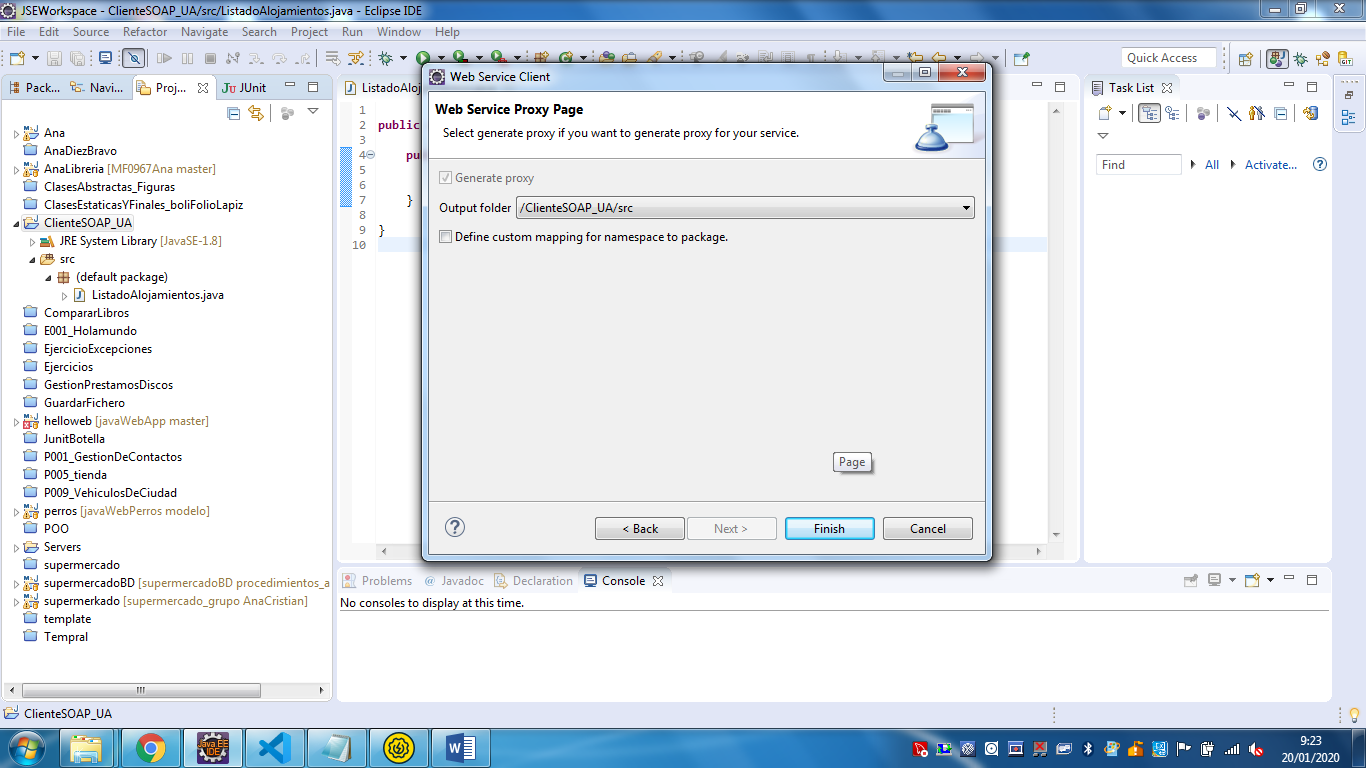 JSEWorkspace - ClienteSOAP_UA/src/ListadoAlojamientos.java - Eclipse IDE
File Edit Source Refactor Navigate Search Project Run Window Help
Quick Access
Pack... Navi... Proj... JUnit
Ana
AnaDiezBravo
AnaLibreria [MF0967Ana master]
ClasesAbstractas_Figuras
ClasesEstaticasYFinales_boliFolioLapiz
ClienteSOAP_UA
JRE System Library [JavaSE-1.8]
src
(default package)
ListadoAlojamientos.java
CompararLibros
E001_Holamundo
EjercicioExcepciones
Ejercicios
GestionPrestamosDiscos
GuardarFichero
helloweb [javaWebApp master]
JunitBotella
P001_GestionDeContactos
P005_tienda
P009_VehiculosDeCiudad
perros [javaWebPerros modelo]
POO
Servers
supermercado
supermercadoBD [supermercadoBD procedimientos_a
supermerkado [supermercado_grupo AnaCristian]
template
Tempral
ListadoAloj
1
2 public
3
4 pu
5
6
7 }
8
9 }
10
Web Service Client
Web Service Proxy Page
Select generate proxy if you want to generate proxy for your service.
Generate proxy
Output folder /ClienteSOAP_UA/src
Define custom mapping for namespace to package.
Page
< Back Next > Finish Cancel
Task List
Find All Activate...
Problems Javadoc Declaration Console
No consoles to display at this time.
ClienteSOAP_UA
Java EE
IDE
9:23
20/01/2020